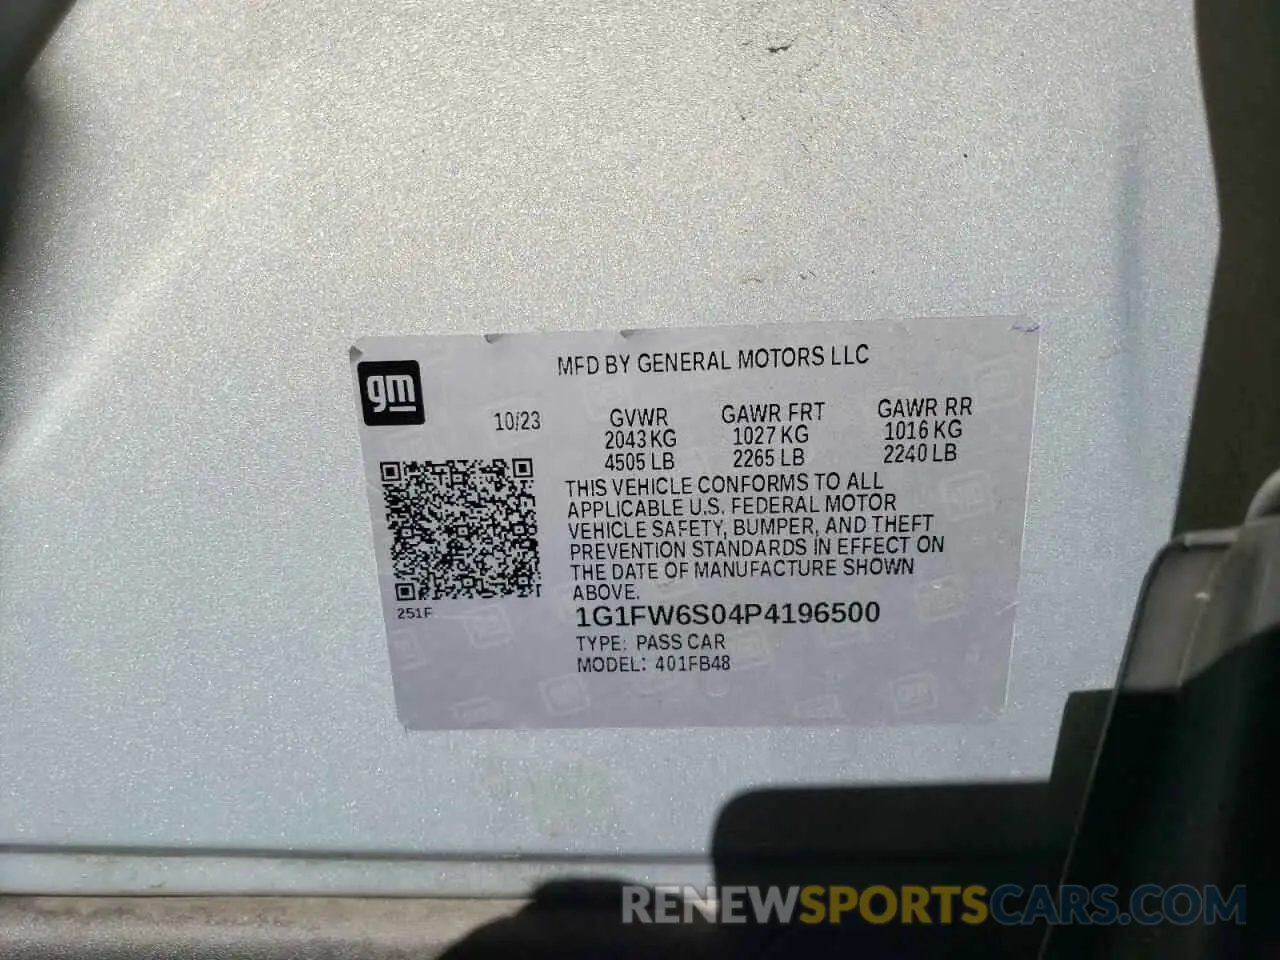 MFD BY GENERAL MOTORS LLC
gm
10/23 GVWR GAWR FRT GAWR RR
2043 KG 1027 KG 1016 KG
4505 LB 2265 LB 2240 LB
THIS VEHICLE CONFORMS TO ALL
APPLICABLE U.S. FEDERAL MOTOR
VEHICLE SAFETY, BUMPER, AND THEFT
PREVENTION STANDARDS IN EFFECT ON
THE DATE OF MANUFACTURE SHOWN
ABOVE.
251F
1G1FW6S04P4196500
TYPE: PASS CAR
MODEL: 401FB48
RENEWSPORTSCARS.COM